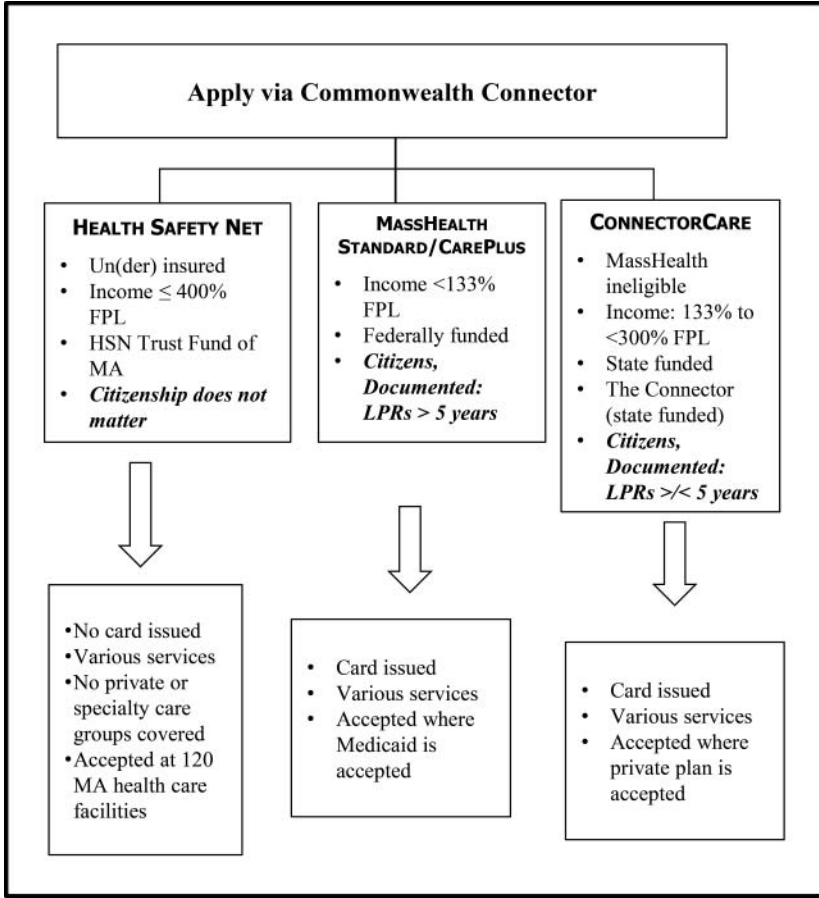 Apply via Commonwealth Connector
HEALTH SAFETY NET
• Un(der) insured
• Income ≤ 400%
FPL
• HSN Trust Fund of
MA
• Citizenship does not
matter
MASSHEALTH
STANDARD/CAREPLUS
• Income <133%
FPL
• Federally funded
• Citizens,
Documented:
LPRs > 5 years
CONNECTORCARE
• MassHealth
ineligible
• Income: 133% to
<300% FPL
• State funded
• The Connector
(state funded)
• Citizens,
Documented:
LPRs >/< 5 years
•No card issued
•Various services
•No private or
specialty care
groups covered
•Accepted at 120
MA health care
facilities
• Card issued
• Various services
• Accepted where
Medicaid is
accepted
• Card issued
• Various services
• Accepted where
private plan is
accepted